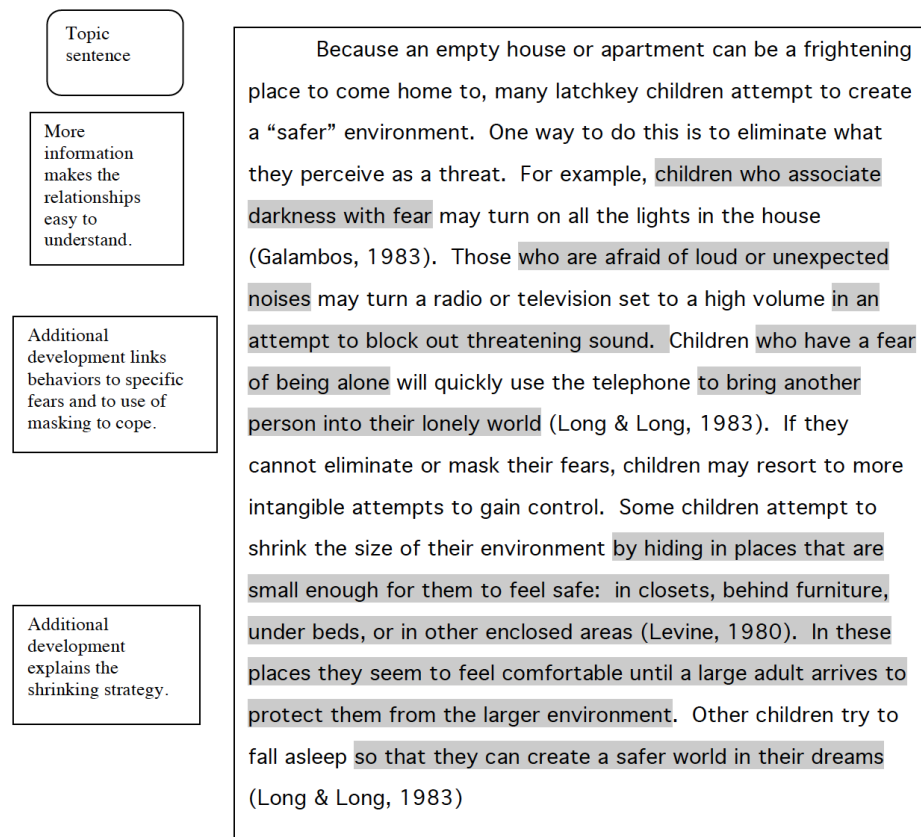 Topic
sentence
More
information
makes the
relationships
easy to
understand.
Additional
development links
behaviors to specific
fears and to use of
masking to cope.
Additional
development
explains the
shrinking strategy.
Because an empty house or apartment can be a frightening
place to come home to, many latchkey children attempt to create
a “safer” environment.  One way to do this is to eliminate what
they perceive as a threat.  For example, children who associate
darkness with fear may turn on all the lights in the house
(Galambos, 1983).  Those who are afraid of loud or unexpected
noises may turn a radio or television set to a high volume in an
attempt to block out threatening sound.  Children who have a fear
of being alone will quickly use the telephone to bring another
person into their lonely world (Long & Long, 1983).  If they
cannot eliminate or mask their fears, children may resort to more
intangible attempts to gain control.  Some children attempt to
shrink the size of their environment by hiding in places that are
small enough for them to feel safe:  in closets, behind furniture,
under beds, or in other enclosed areas (Levine, 1980).  In these
places they seem to feel comfortable until a large adult arrives to
protect them from the larger environment.  Other children try to
fall asleep so that they can create a safer world in their dreams
(Long & Long, 1983)